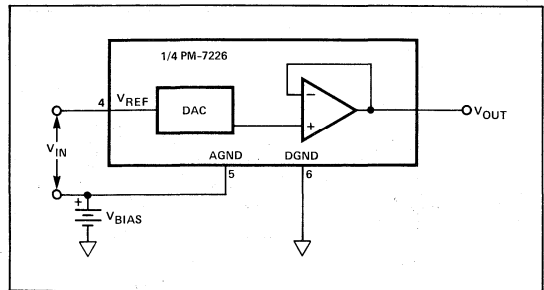 1/4 PM-7226
4 VREF
DAC
−
+
VOUT
VIN
AGND DGND
5 6
+
VBIAS